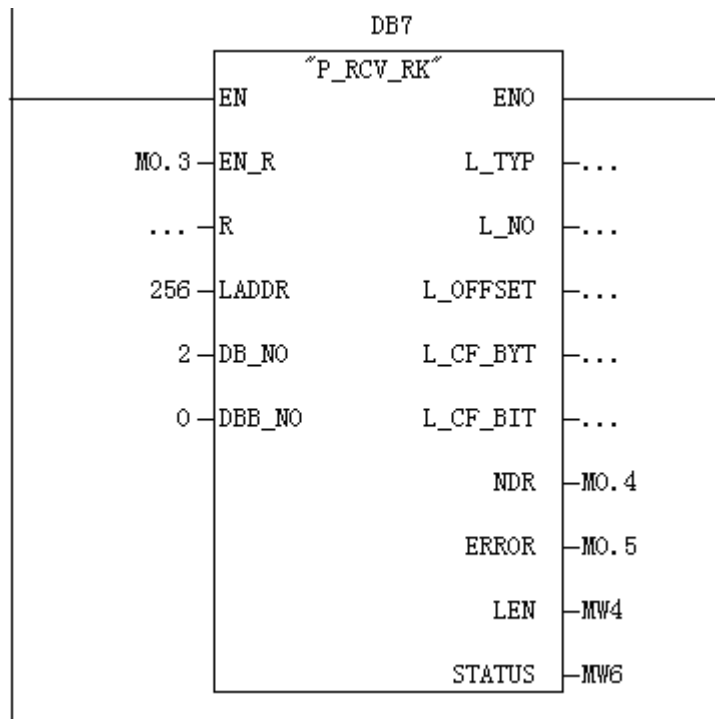 DB7
"P_RCV_RK"
EN ENO
M0.3 EN_R L_TYP ...
... R L_NO ...
256 LADDR L_OFFSET ...
2 DB_NO L_CF_BYT ...
0 DBB_NO L_CF_BIT ...
NDR M0.4
ERROR M0.5
LEN MW4
STATUS MW6